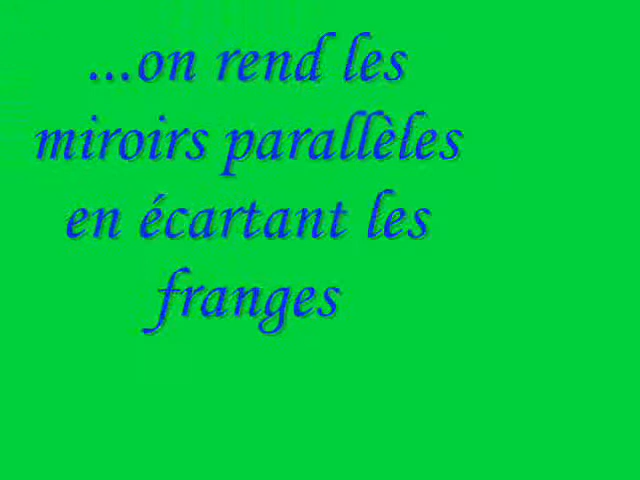 ...on rend les
miroirs parallèles
en écartant les
franges